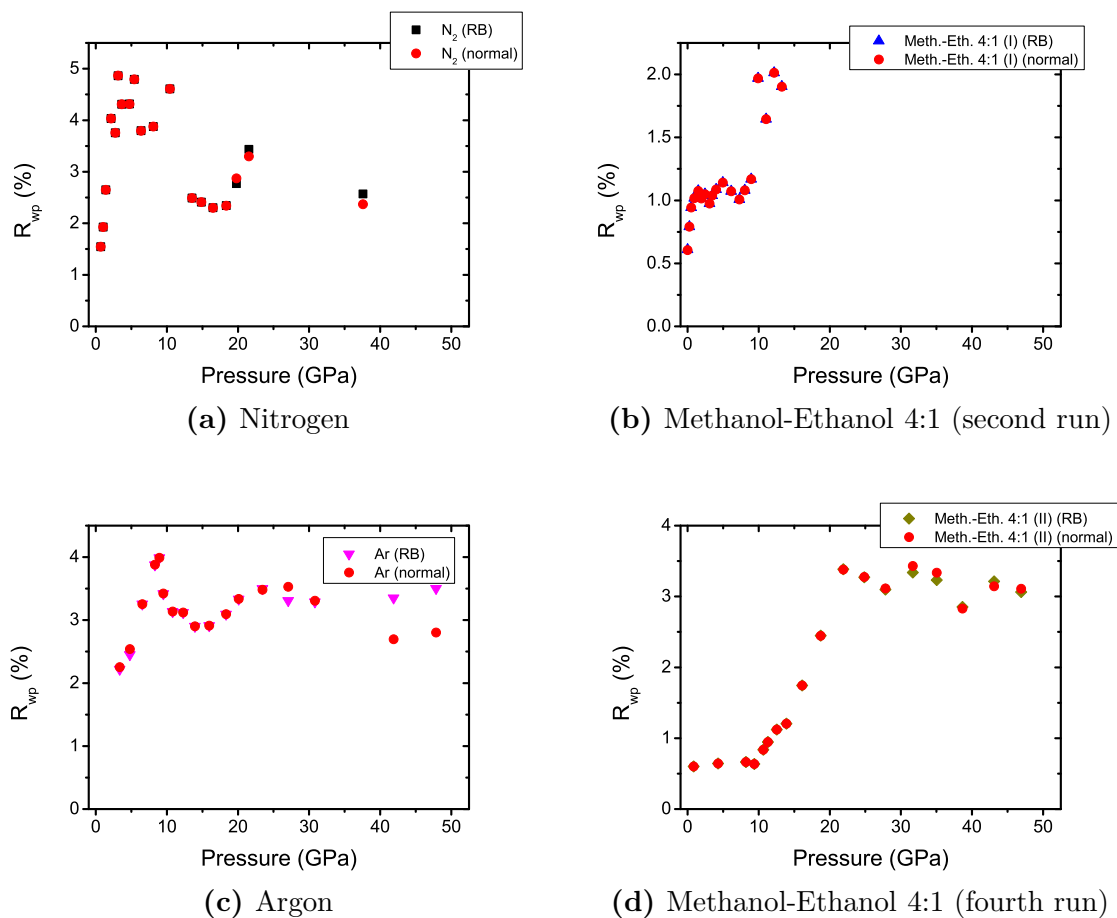 N₂ (RB)
N₂ (normal)
R_wp (%)
5
4
3
2
1
0
0 10 20 30 40 50
Pressure (GPa)
(a) Nitrogen
Meth.-Eth. 4:1 (I) (RB)
Meth.-Eth. 4:1 (I) (normal)
R_wp (%)
2.0
1.5
1.0
0.5
0.0
0 10 20 30 40 50
Pressure (GPa)
(b) Methanol-Ethanol 4:1 (second run)
Ar (RB)
Ar (normal)
R_wp (%)
4
3
2
1
0
0 10 20 30 40 50
Pressure (GPa)
(c) Argon
Meth.-Eth. 4:1 (II) (RB)
Meth.-Eth. 4:1 (II) (normal)
R_wp (%)
4
3
2
1
0
0 10 20 30 40 50
Pressure (GPa)
(d) Methanol-Ethanol 4:1 (fourth run)